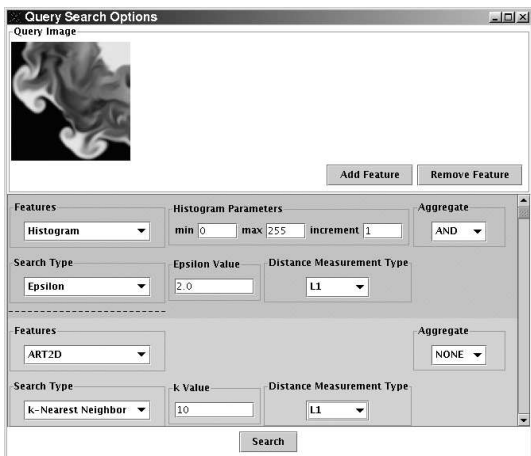 Query Search Options
Query Image
Add Feature Remove Feature
Features Histogram Parameters Aggregate
Histogram min 0 max 255 increment 1 AND
Search Type Epsilon Value Distance Measurement Type
Epsilon 2.0 L1
Features Aggregate
ART2D NONE
Search Type k Value Distance Measurement Type
k-Nearest Neighbor 10 L1
Search